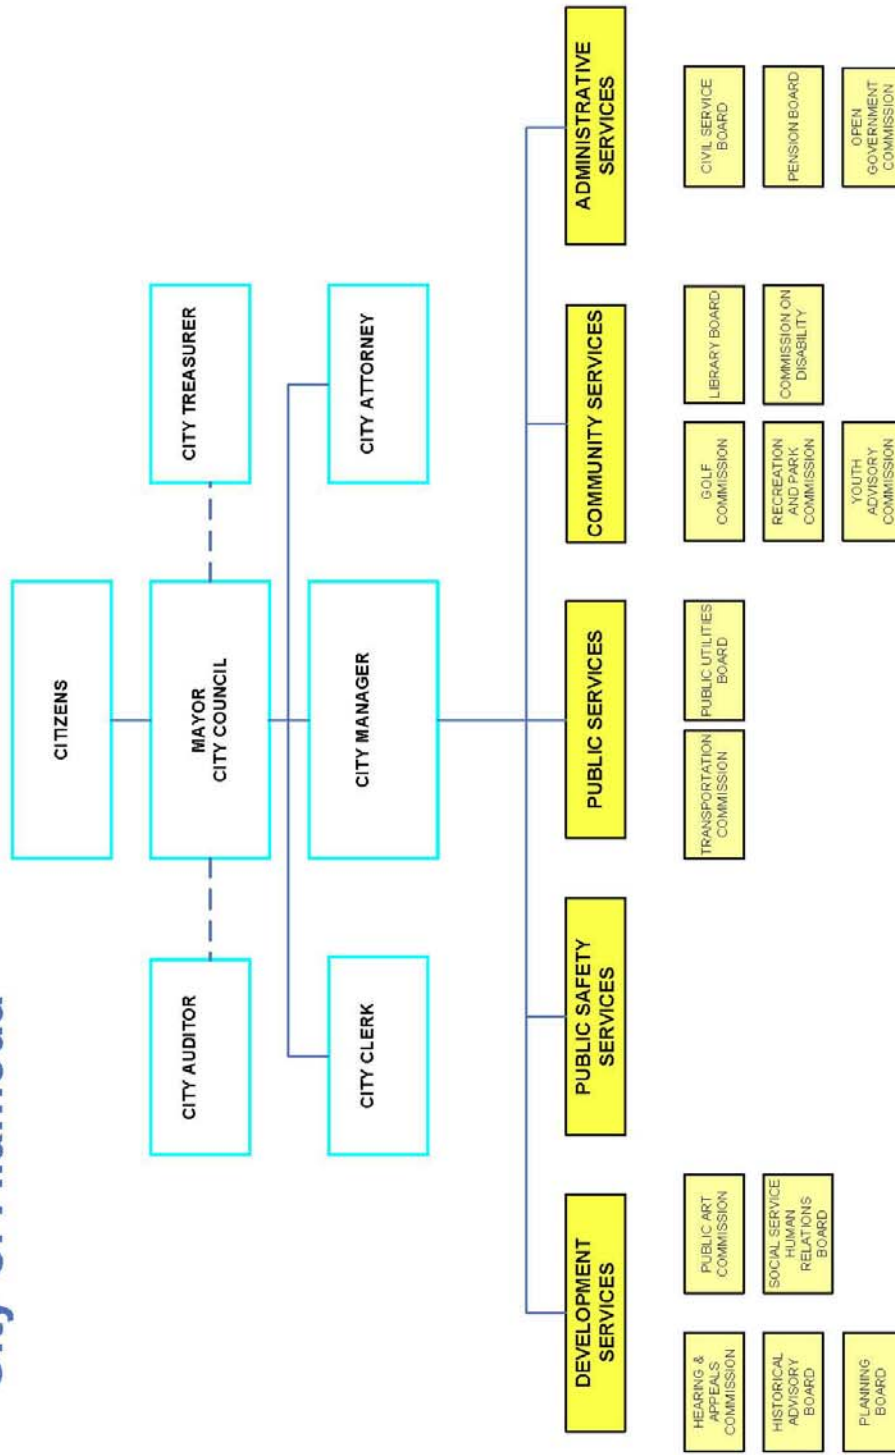 City of Alameda
CITIZENS
CITY AUDITOR
MAYOR
CITY COUNCIL
CITY TREASURER
CITY CLERK
CITY MANAGER
CITY ATTORNEY
DEVELOPMENT
SERVICES
PUBLIC SAFETY
SERVICES
PUBLIC SERVICES
COMMUNITY SERVICES
ADMINISTRATIVE
SERVICES
HEARING &
APPEALS
COMMISSION
PUBLIC ART
COMMISSION
HISTORICAL
ADVISORY
BOARD
SOCIAL SERVICE
HUMAN
RELATIONS
BOARD
PLANNING
BOARD
TRANSPORTATION
COMMISSION
PUBLIC UTILITIES
BOARD
GOLF
COMMISSION
LIBRARY BOARD
RECREATION
AND PARK
COMMISSION
COMMISSION ON
DISABILITY
YOUTH
ADVISORY
COMMISSION
CIVIL SERVICE
BOARD
PENSION BOARD
OPEN
GOVERNMENT
COMMISSION